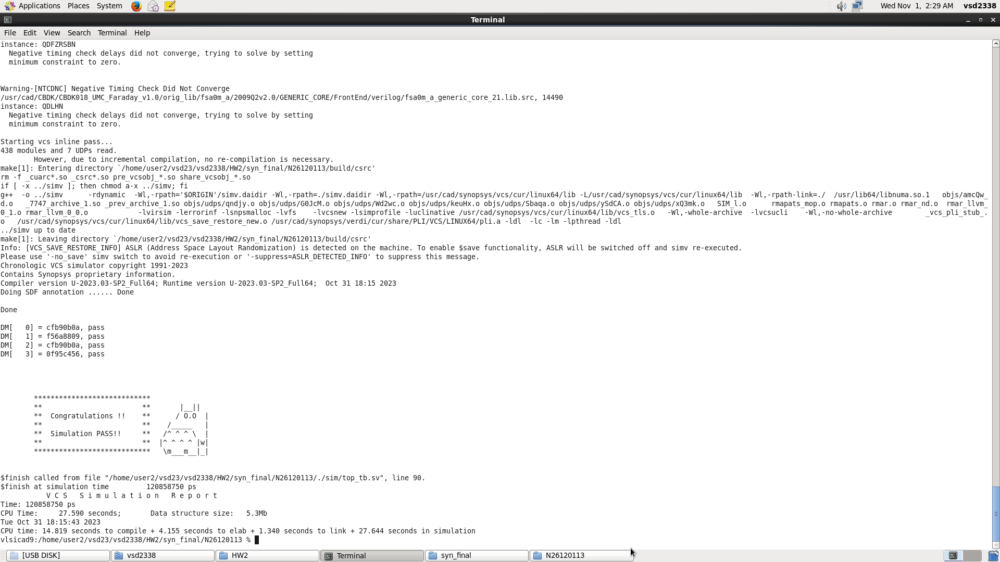 Applications Places System Wed Nov 1, 2:29 AM vsd2338
Terminal
File Edit View Search Terminal Help
instance: QDFZRSBN
  Negative timing check delays did not converge, trying to solve by setting
  minimum constraint to zero.
Warning-[NTCDNC] Negative Timing Check Did Not Converge
/usr/cad/CBDK/CBDK018_UMC_Faraday_v1.0/orig_lib/fsa0m_a/2009Q2v2.0/GENERIC_CORE/FrontEnd/verilog/fsa0m_a_generic_core_21.lib.src, 14490
instance: QDLHN
  Negative timing check delays did not converge, trying to solve by setting
  minimum constraint to zero.
Starting vcs inline pass...
438 modules and 7 UDPs read.
        However, due to incremental compilation, no re-compilation is necessary.
make[1]: Entering directory `/home/user2/vsd23/vsd2338/HW2/syn_final/N26120113/build/csrc'
rm -f _cuarc*.so _csrc*.so pre_vcsobj_*.so share_vcsobj_*.so
if [ -x ../simv ]; then chmod a-x ../simv; fi
g++  -o ../simv      -rdynamic  -Wl,-rpath='$ORIGIN'/simv.daidir -Wl,-rpath=./simv.daidir -Wl,-rpath=/usr/cad/synopsys/vcs/cur/linux64/lib -L/usr/cad/synopsys/vcs/cur/linux64/lib  -Wl,-rpath-link=./  /usr/lib64/libnuma.so.1   objs/amcQw_
d.o   _7747_archive_1.so _prev_archive_1.so objs/udps/qndjy.o objs/udps/G0JcM.o objs/udps/Wd2wc.o objs/udps/keuHx.o objs/udps/Sbaqa.o objs/udps/ySdCA.o objs/udps/xQ3mk.o   SIM_l.o      rmapats_mop.o rmapats.o rmar.o rmar_nd.o  rmar_llvm_
0_1.o rmar_llvm_0_0.o            -lvirsim -lerrorinf -lsnpsmalloc -lvfs    -lvcsnew -lsimprofile -luclinative /usr/cad/synopsys/vcs/cur/linux64/lib/vcs_tls.o   -Wl,-whole-archive  -lvcsucli    -Wl,-no-whole-archive        _vcs_pli_stub_.
o   /usr/cad/synopsys/vcs/cur/linux64/lib/vcs_save_restore_new.o /usr/cad/synopsys/verdi/cur/share/PLI/VCS/LINUX64/pli.a -ldl  -lc -lm -lpthread -ldl
../simv up to date
make[1]: Leaving directory `/home/user2/vsd23/vsd2338/HW2/syn_final/N26120113/build/csrc'
Info: [VCS_SAVE_RESTORE_INFO] ASLR (Address Space Layout Randomization) is detected on the machine. To enable $save functionality, ASLR will be switched off and simv re-executed.
Please use '-no_save' simv switch to avoid re-execution or '-suppress=ASLR_DETECTED_INFO' to suppress this message.
Chronologic VCS simulator copyright 1991-2023
Contains Synopsys proprietary information.
Compiler version U-2023.03-SP2_Full64; Runtime version U-2023.03-SP2_Full64;  Oct 31 18:15 2023
Doing SDF annotation ...... Done
Done
DM[   0] = cfb90b0a, pass
DM[   1] = f56a8809, pass
DM[   2] = cfb90b0a, pass
DM[   3] = 0f95c456, pass
        ****************************
        **                        **       |__||
        **  Congratulations !!    **      / O.O  |
        **                        **    /_____   |
        **  Simulation PASS!!     **   /^ ^ ^ \  |
        **                        **  |^ ^ ^ ^ |w|
        ****************************   \m___m__|_|
$finish called from file "/home/user2/vsd23/vsd2338/HW2/syn_final/N26120113/./sim/top_tb.sv", line 90.
$finish at simulation time         120858750 ps
           V C S   S i m u l a t i o n   R e p o r t
Time: 120858750 ps
CPU Time:     27.590 seconds;       Data structure size:   5.3Mb
Tue Oct 31 18:15:43 2023
CPU time: 14.819 seconds to compile + 4.155 seconds to elab + 1.340 seconds to link + 27.644 seconds in simulation
vlsicad9:/home/user2/vsd23/vsd2338/HW2/syn_final/N26120113 %
[USB DISK] vsd2338 HW2 Terminal syn_final N26120113